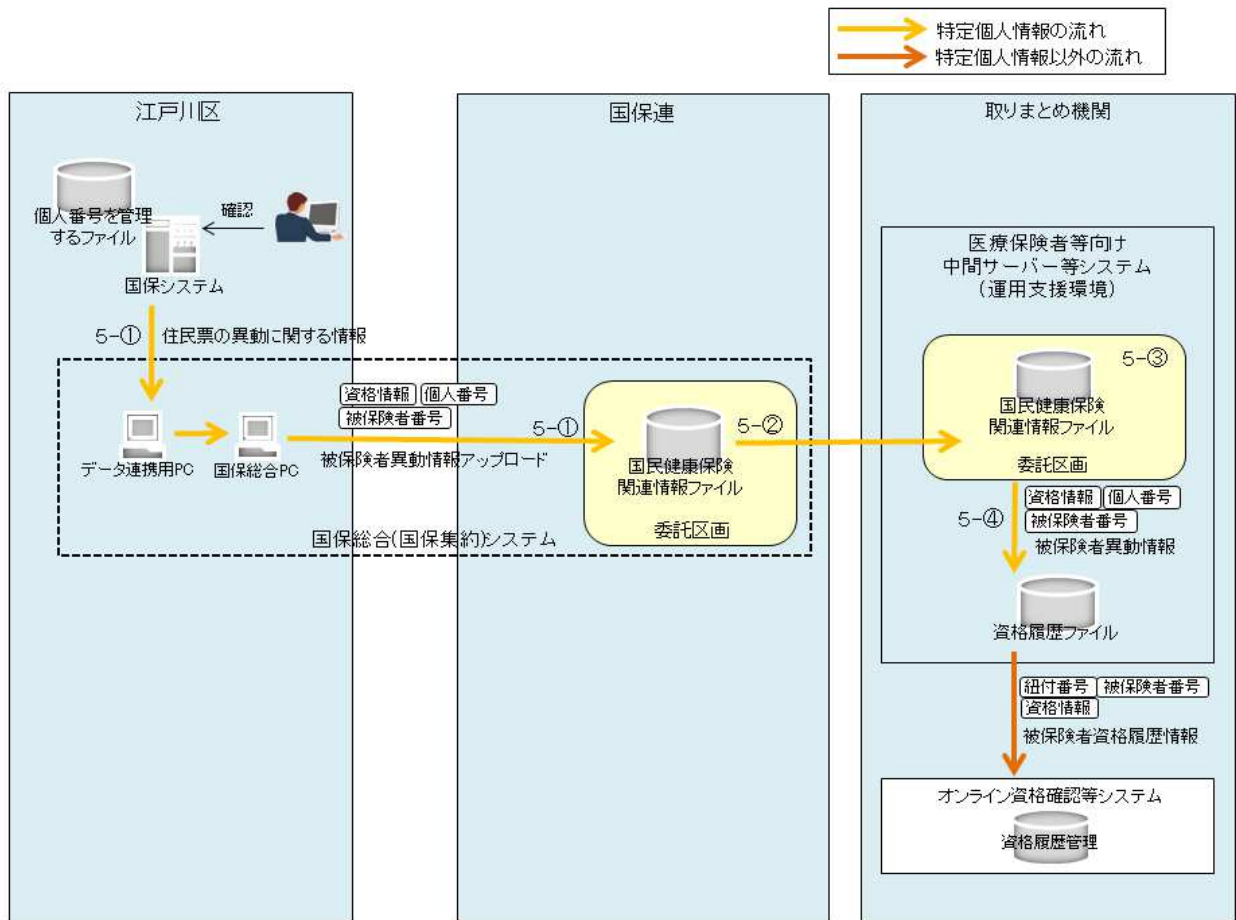 特定個人情報の流れ
特定個人情報以外の流れ
江戸川区
個人番号を管理
するファイル
確認
国保システム
5-①
住民票の異動に関する情報
データ連携用PC
国保総合PC
資格情報
個人番号
被保険者番号
被保険者異動情報アップロード
国保総合(国保集約)システム
国保連
5-①
国民健康保険
関連情報ファイル
委託区画
5-②
取りまとめ機関
医療保険者等向け
中間サーバー等システム
(運用支援環境)
5-③
国民健康保険
関連情報ファイル
委託区画
5-④
資格情報
個人番号
被保険者番号
被保険者異動情報
資格履歴ファイル
紐付番号
被保険者番号
資格情報
被保険者資格履歴情報
オンライン資格確認等システム
資格履歴管理